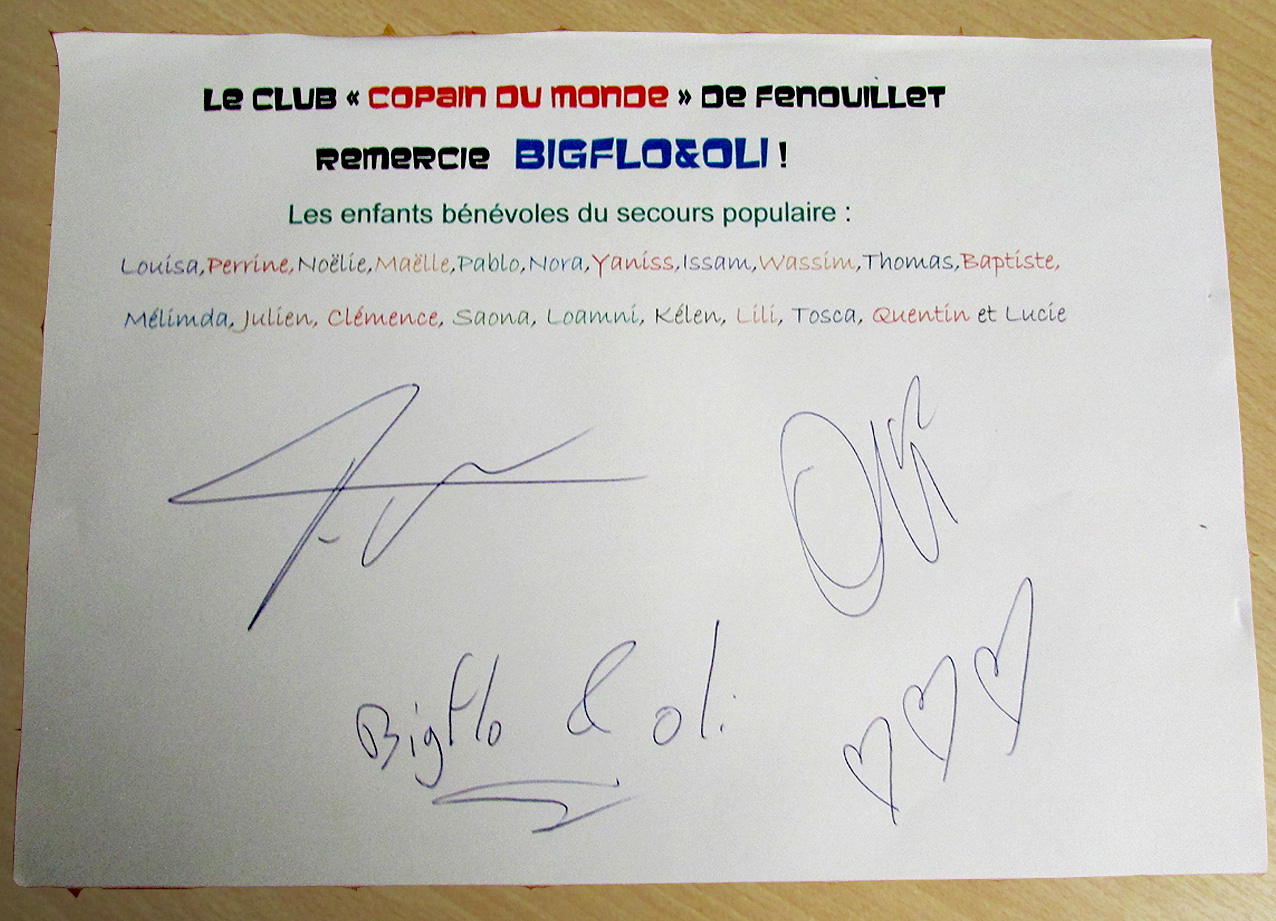 Le CLUB « COPAIN DU MONDE » DE FENOUILLET
REMERCIE BIGFLO&OLI !
Les enfants bénévoles du secours populaire :
Louisa,Perrine,Noëlie,Maëlle,Pablo,Nora,Yaniss,Issam,Wassim,Thomas,Baptiste,
Mélimda, Julien, Clémence, Saona, Loamni, Kélen, Lili, Tosca, Quentin et Lucie
Bigflo & Oli